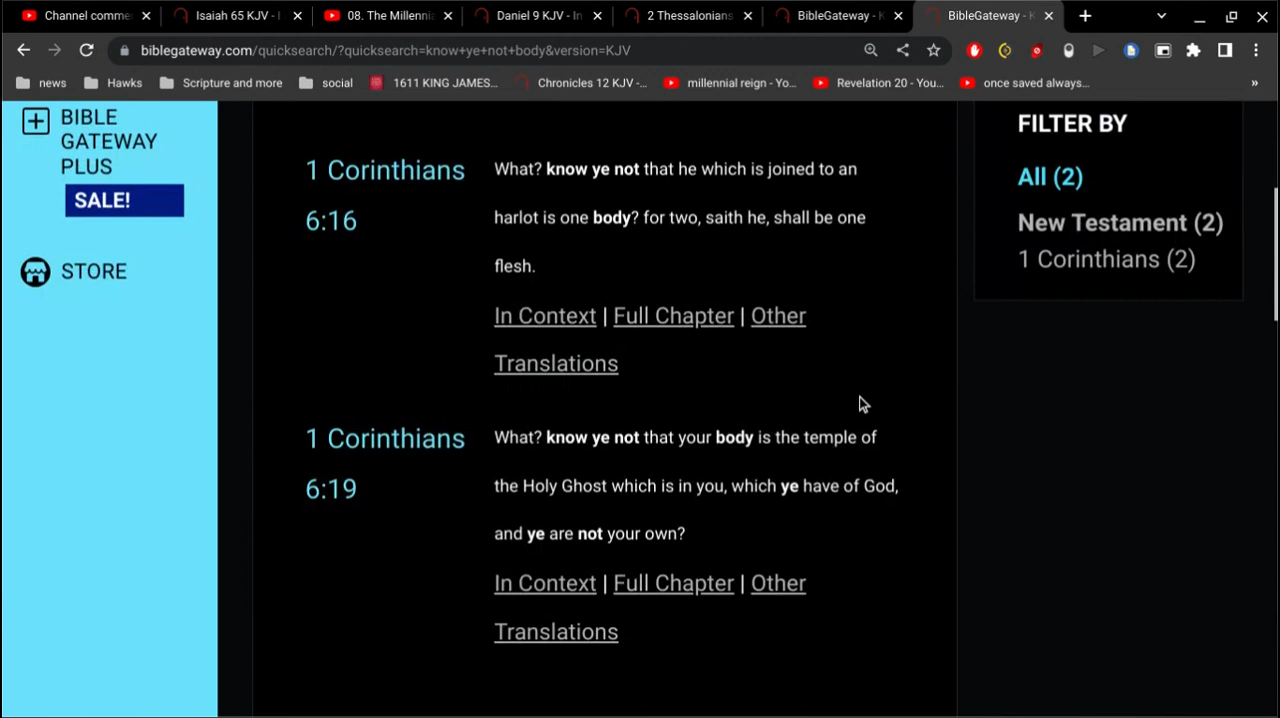 Channel comme
Isaiah 65 KJV - I
08. The Millennia
Daniel 9 KJV - In
2 Thessalonians
BibleGateway - K
BibleGateway - K
biblegateway.com/quicksearch/?quicksearch=know+ye+not+body&version=KJV
news
Hawks
Scripture and more
social
1611 KING JAMES...
Chronicles 12 KJV -...
millennial reign - Yo...
Revelation 20 - You...
once saved always...
»
BIBLE
GATEWAY
PLUS
SALE!
STORE
1 Corinthians
6:16
What? know ye not that he which is joined to an
harlot is one body? for two, saith he, shall be one
flesh.
In Context | Full Chapter | Other
Translations
1 Corinthians
6:19
What? know ye not that your body is the temple of
the Holy Ghost which is in you, which ye have of God,
and ye are not your own?
In Context | Full Chapter | Other
Translations
FILTER BY
All (2)
New Testament (2)
1 Corinthians (2)